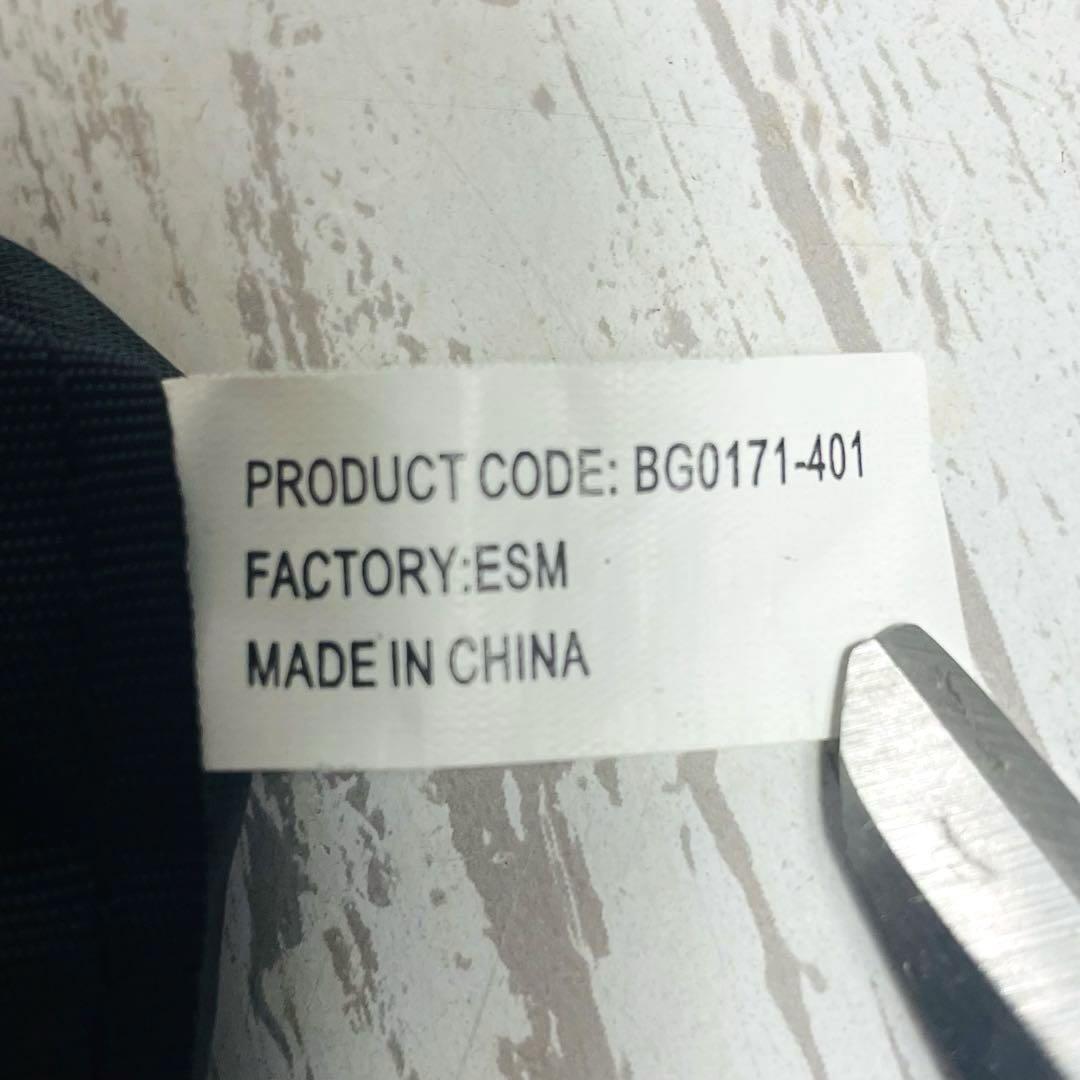 PRODUCT CODE: BG0171-401
FACTORY:ESM
MADE IN CHINA